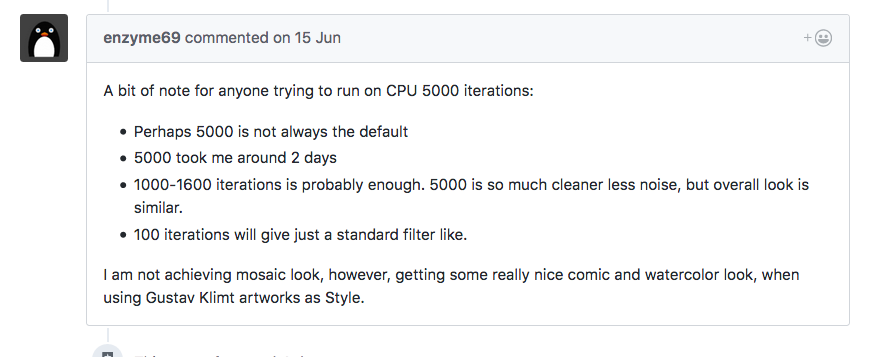 enzyme69 commented on 15 Jun
A bit of note for anyone trying to run on CPU 5000 iterations:
• Perhaps 5000 is not always the default
• 5000 took me around 2 days
• 1000-1600 iterations is probably enough. 5000 is so much cleaner less noise, but overall look is
similar.
• 100 iterations will give just a standard filter like.
I am not achieving mosaic look, however, getting some really nice comic and watercolor look, when
using Gustav Klimt artworks as Style.